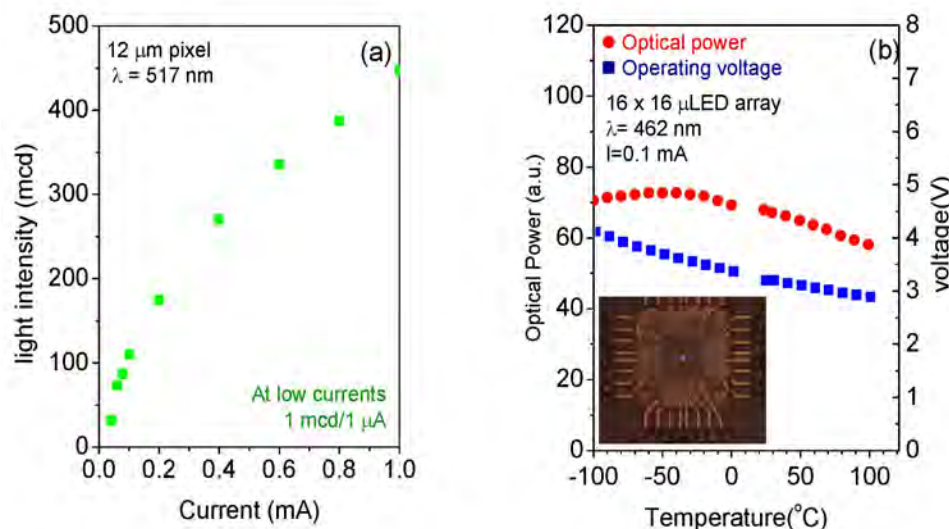 500
400
300
200
100
0
0.0
0.2
0.4
0.6
0.8
1.0
light intensity (mcd)
Current (mA)
12 μm pixel
λ = 517 nm
(a)
At low currents
1 mcd/1 μA
120
100
80
60
40
20
0
-100
-50
0
50
100
8
7
6
5
4
3
2
1
0
Optical Power (a.u.)
voltage(V)
Temperature(°C)
Optical power
Operating voltage
(b)
16 x 16 μLED array
λ= 462 nm
I=0.1 mA